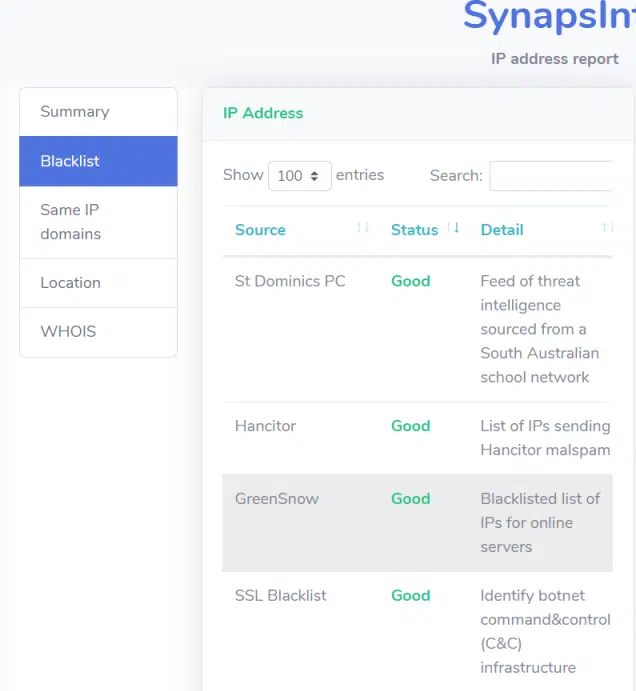 IP address report
Summary
Blacklist
Same IP
domains
Location
WHOIS
IP Address
Show 100 entries Search:
Source Status Detail
St Dominics PC Good Feed of threat
intelligence
sourced from a
South Australian
school network
Hancitor Good List of IPs sending
Hancitor malspam
GreenSnow Good Blacklisted list of
IPs for online
servers
SSL Blacklist Good Identify botnet
command&control
(C&C)
infrastructure